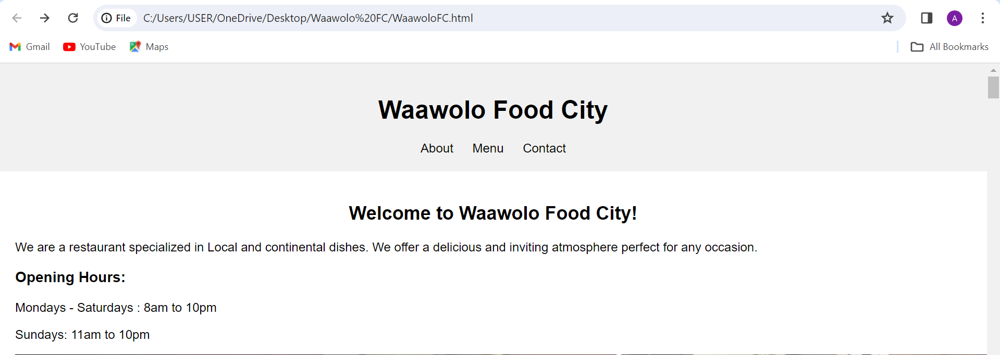 File C:/Users/USER/OneDrive/Desktop/Waawolo%20FC/WaawoloFC.html A
Gmail YouTube Maps All Bookmarks
Waawolo Food City
About Menu Contact
Welcome to Waawolo Food City!
We are a restaurant specialized in Local and continental dishes. We offer a delicious and inviting atmosphere perfect for any occasion.
Opening Hours:
Mondays - Saturdays : 8am to 10pm
Sundays: 11am to 10pm